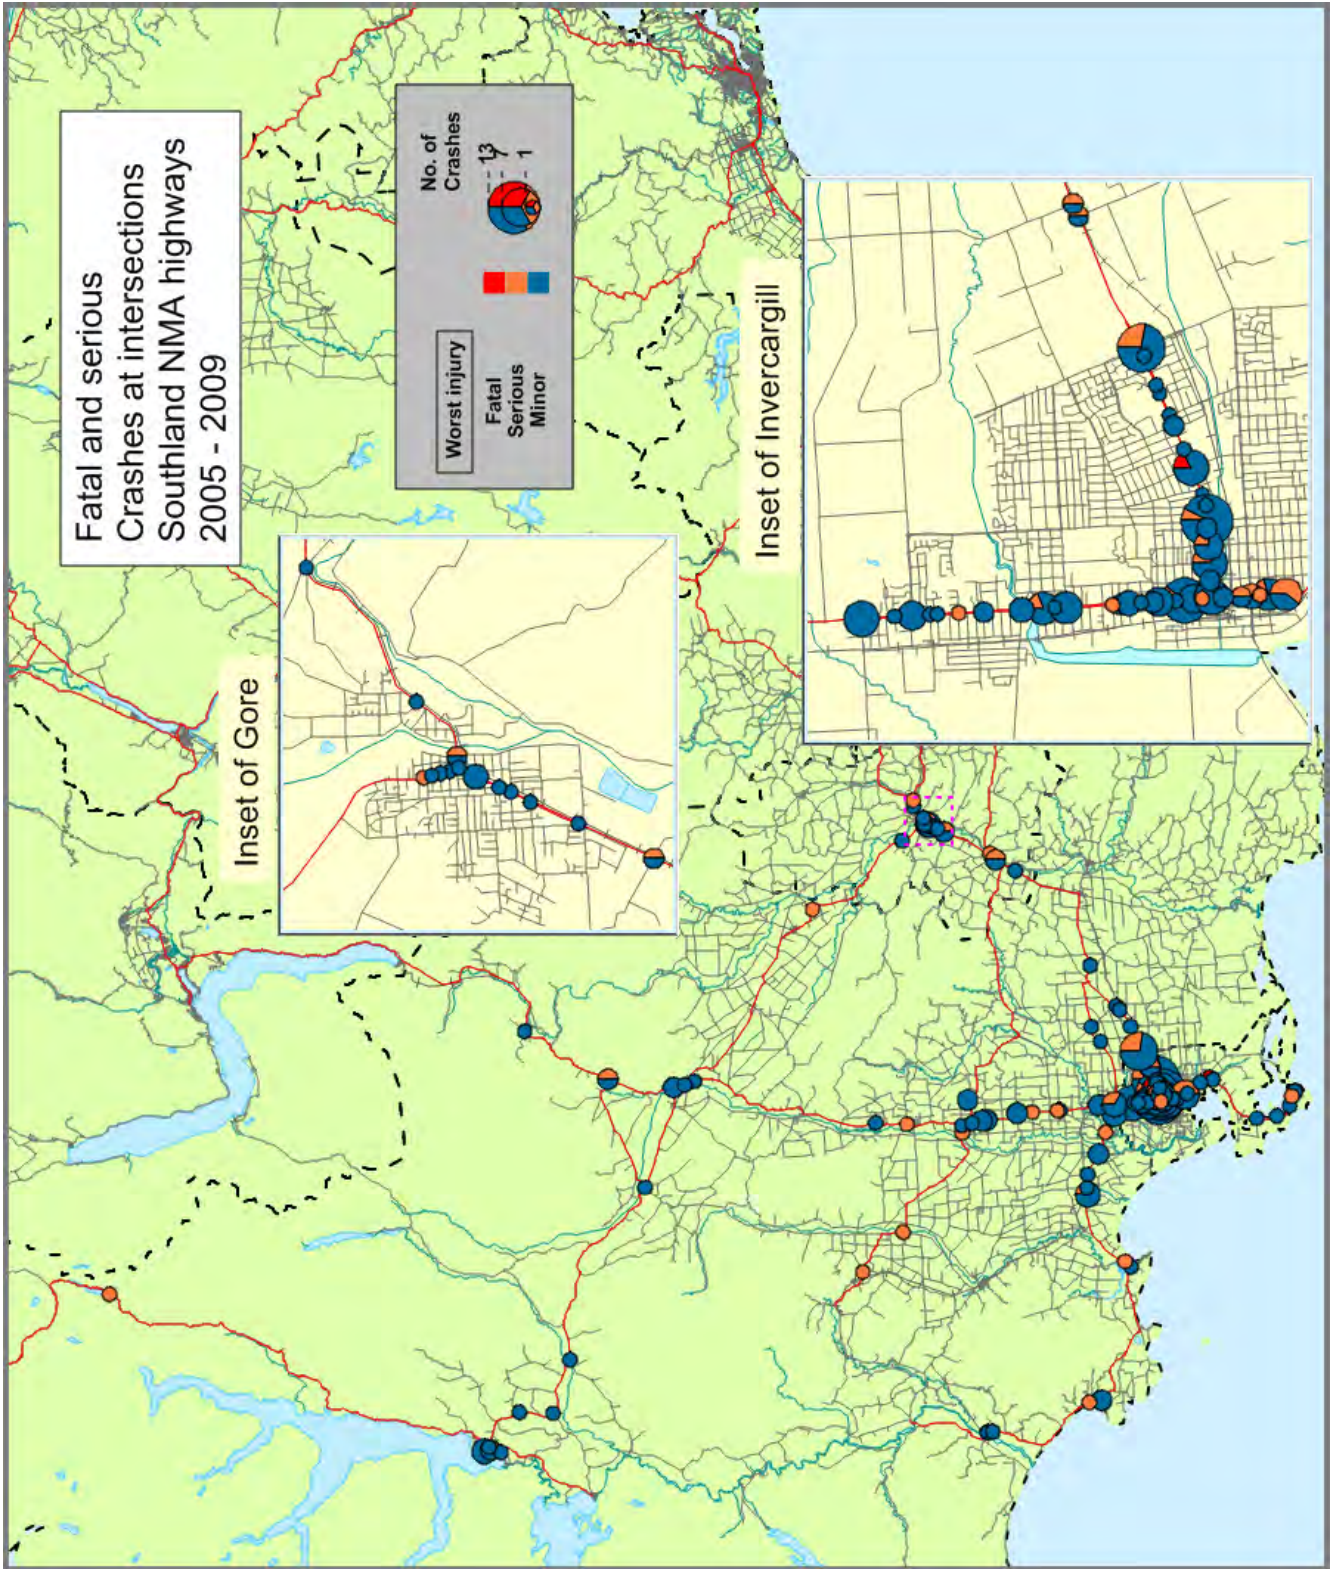 Fatal and serious
Crashes at intersections
Southland NMA highways
2005 - 2009
Worst injury
Fatal
Serious
Minor
No. of
Crashes
13
7
1
Inset of Gore
Inset of Invercargill